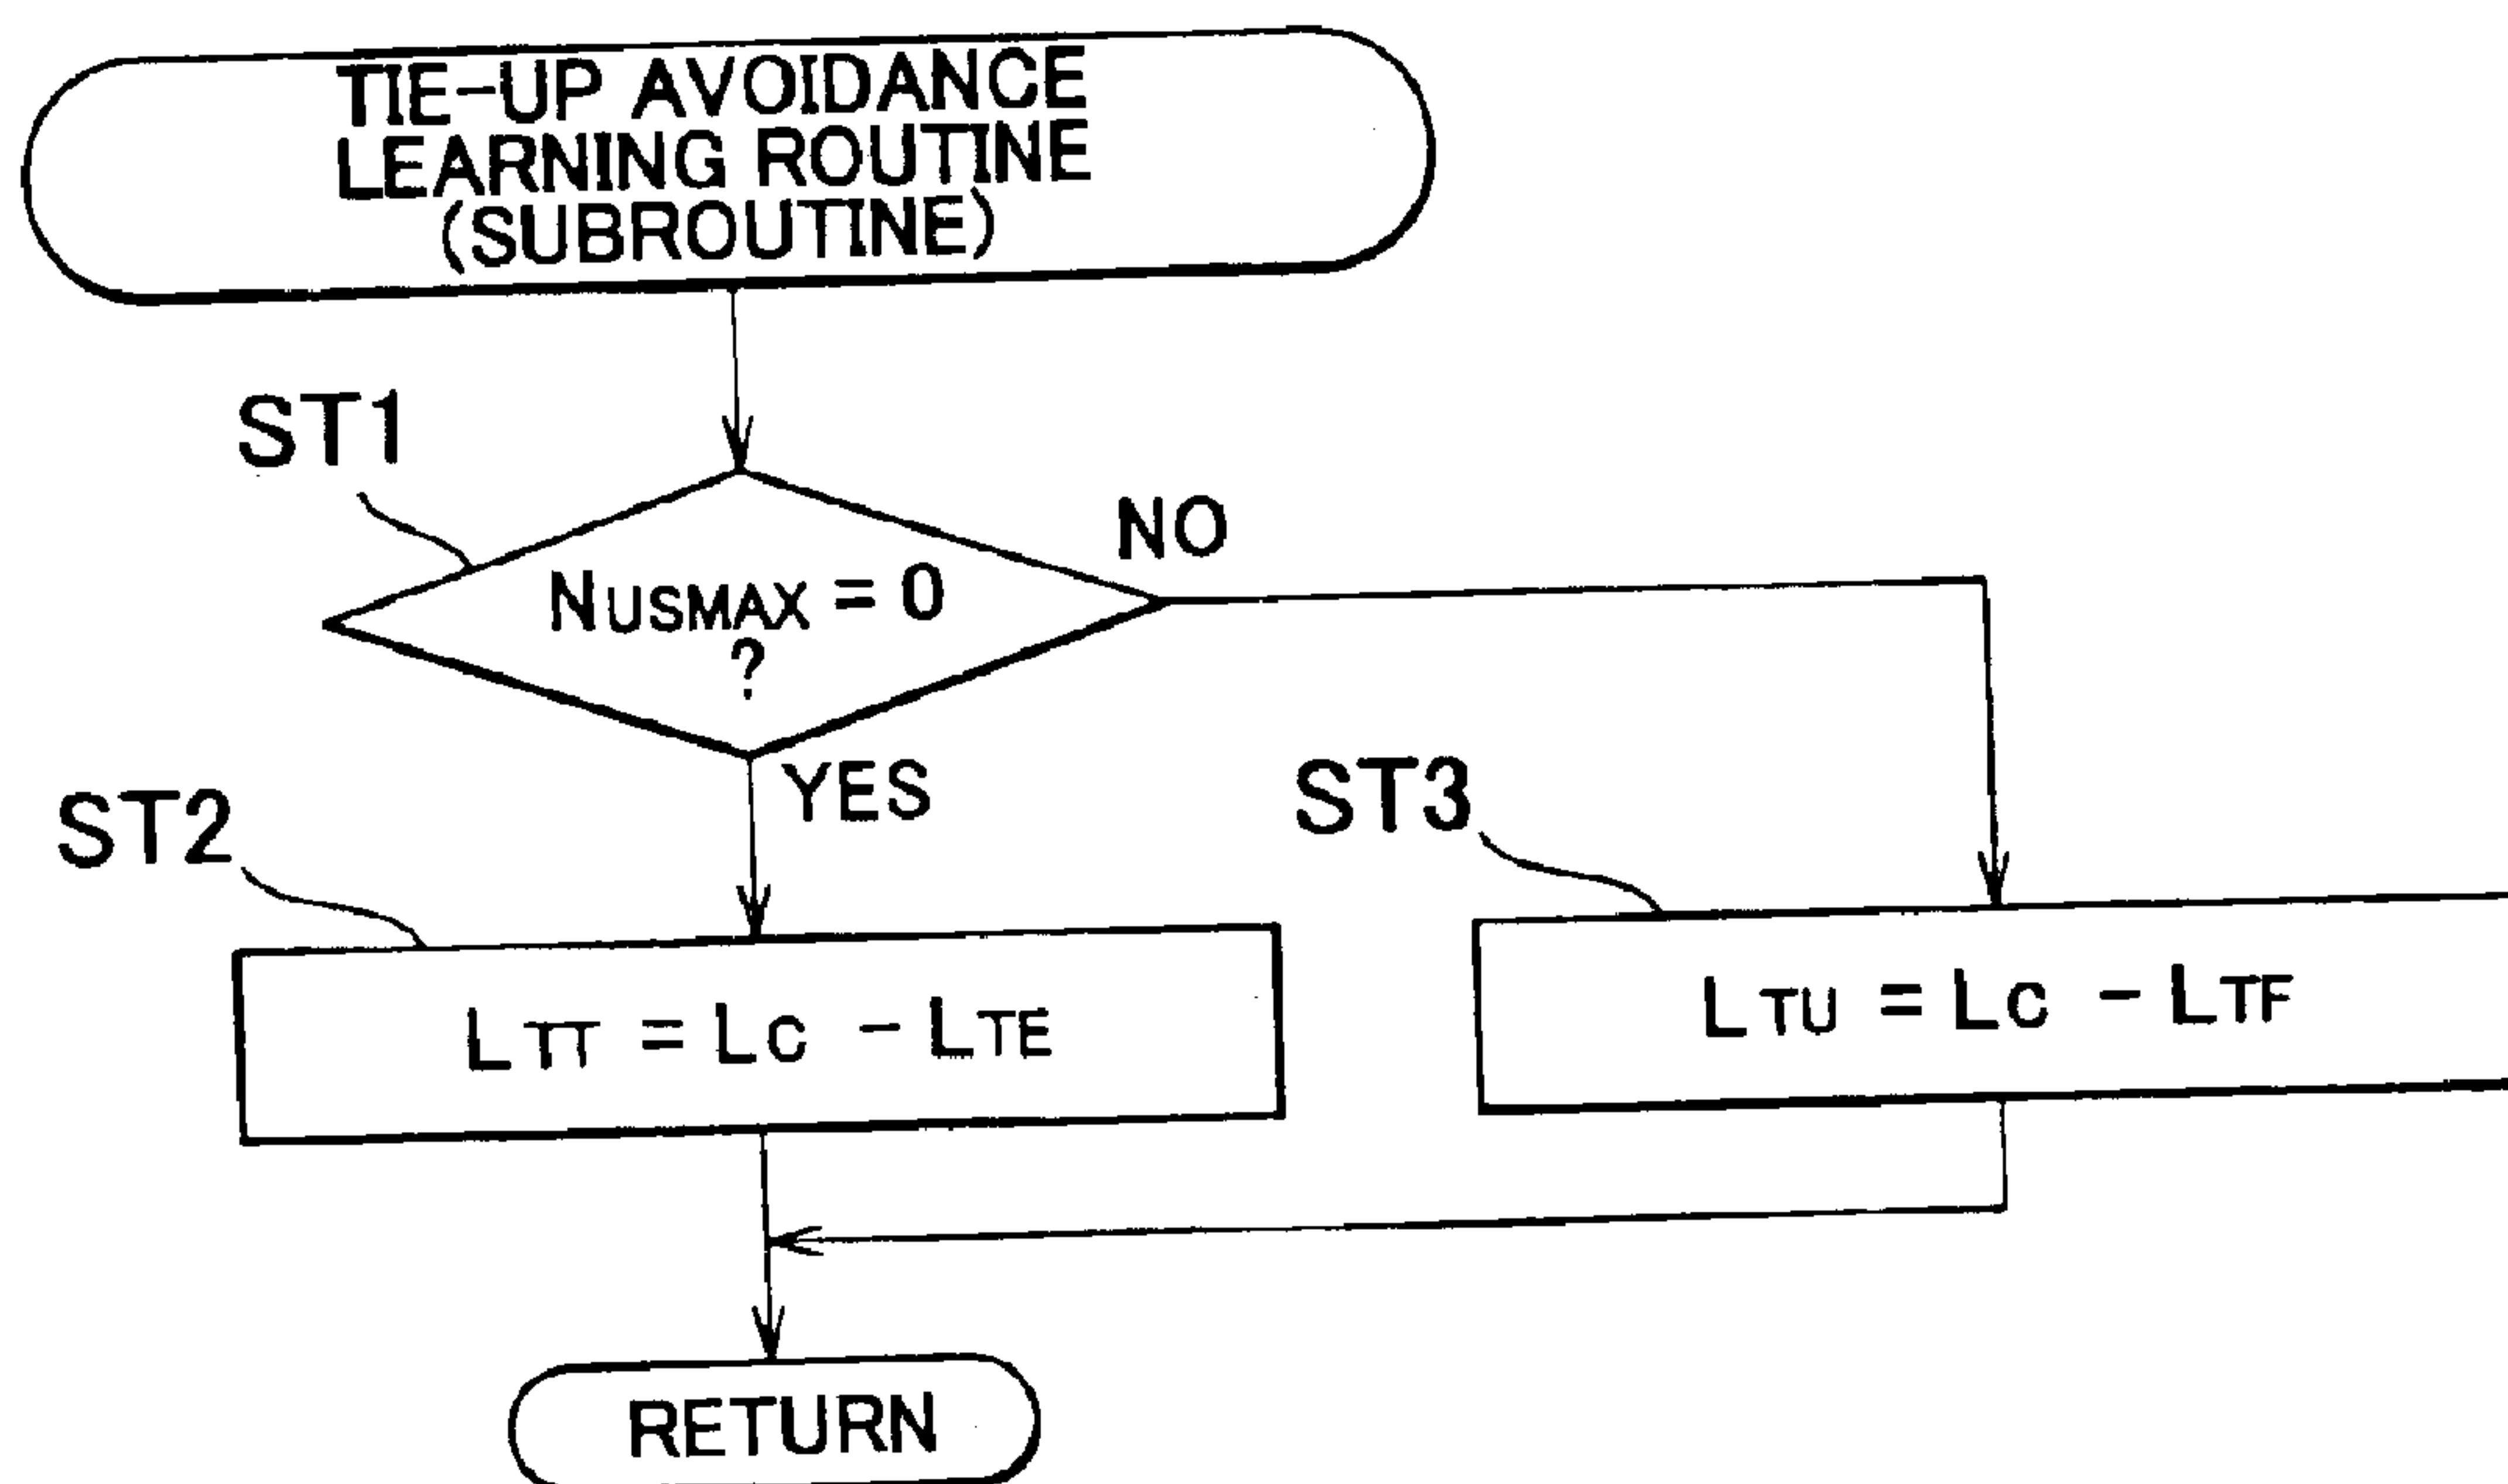 TIE-UP AVOIDANCE
LEARNING ROUTINE
(SUBROUTINE)
ST1
NO
NUSMAX = 0
?
YES
ST2
ST3
LTT = LC - LTE
LTU = LC - LTF
RETURN